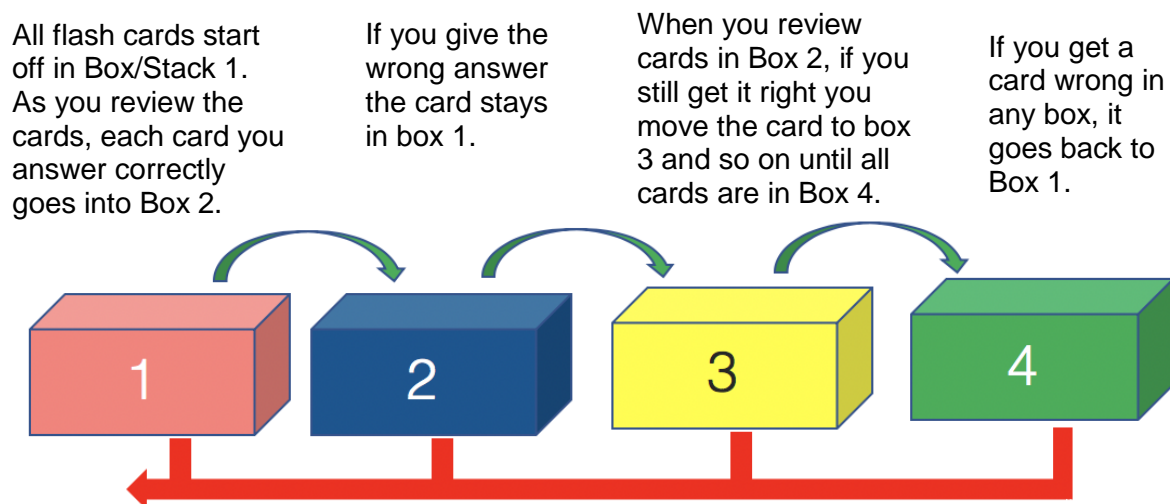 All flash cards start
off in Box/Stack 1.
As you review the
cards, each card you
answer correctly
goes into Box 2.
If you give the
wrong answer
the card stays
in box 1.
When you review
cards in Box 2, if you
still get it right you
move the card to box
3 and so on until all
cards are in Box 4.
If you get a
card wrong in
any box, it
goes back to
Box 1.
1
2
3
4